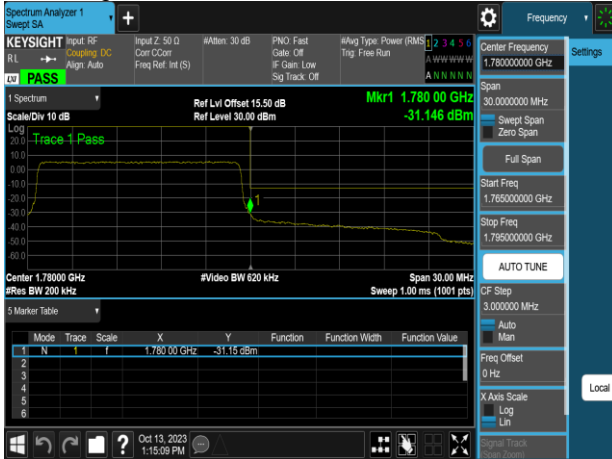 Spectrum Analyzer 1
Swept SA
+
Frequency
KEYSIGHT
RL
LXI PASS
Input: RF
Coupling: DC
Align: Auto
Input Z: 50 Ω
Corr CCorr
Freq Ref: Int (S)
#Atten: 30 dB
PNO: Fast
Gate: Off
IF Gain: Low
Sig Track: Off
#Avg Type: Power (RMS
Trig: Free Run
1 2 3 4 5 6
A W W W W W
A N N N N N
1 Spectrum
Scale/Div 10 dB
Ref Lvl Offset 15.50 dB
Ref Level 30.00 dBm
Mkr1 1.780 00 GHz
-31.146 dBm
Log
Trace 1 Pass
20.0
10.0
0.00
-10.0
-20.0
-30.0
-40.0
-50.0
-60.0
1
Center 1.78000 GHz
#Video BW 620 kHz
Span 30.00 MHz
#Res BW 200 kHz
Sweep 1.00 ms (1001 pts)
5 Marker Table
Mode Trace Scale X Y Function Function Width Function Value
1 N 1 f 1.780 00 GHz -31.15 dBm
2
3
4
5
6
Oct 13, 2023
1:15:09 PM
?
Center Frequency
1.780000000 GHz
Settings
Span
30.0000000 MHz
Swept Span
Zero Span
Full Span
Start Freq
1.765000000 GHz
Stop Freq
1.795000000 GHz
AUTO TUNE
CF Step
3.000000 MHz
Auto
Man
Freq Offset
0 Hz
Local
X Axis Scale
Log
Lin
Signal Track
(Span Zoom)